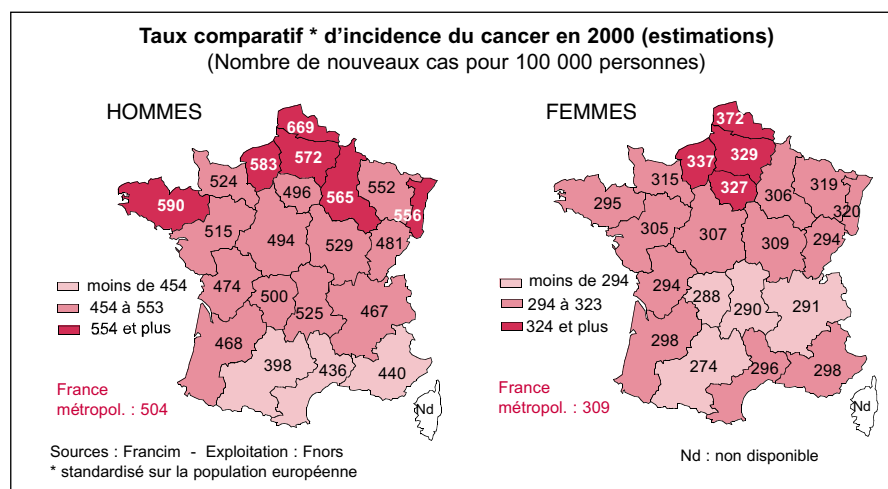 Taux comparatif * d'incidence du cancer en 2000 (estimations)
(Nombre de nouveaux cas pour 100 000 personnes)
HOMMES
669
583
572
524
496
565
552
556
590
515
494
529
481
474
500
525
467
468
398
436
440
Nd
moins de 454
454 à 553
554 et plus
France
métropol. : 504
FEMMES
372
337
329
315
327
306
319
320
295
305
307
309
294
294
288
290
291
298
274
296
298
Nd
moins de 294
294 à 323
324 et plus
France
métropol. : 309
Sources : Francim - Exploitation : Fnors
* standardisé sur la population européenne
Nd : non disponible